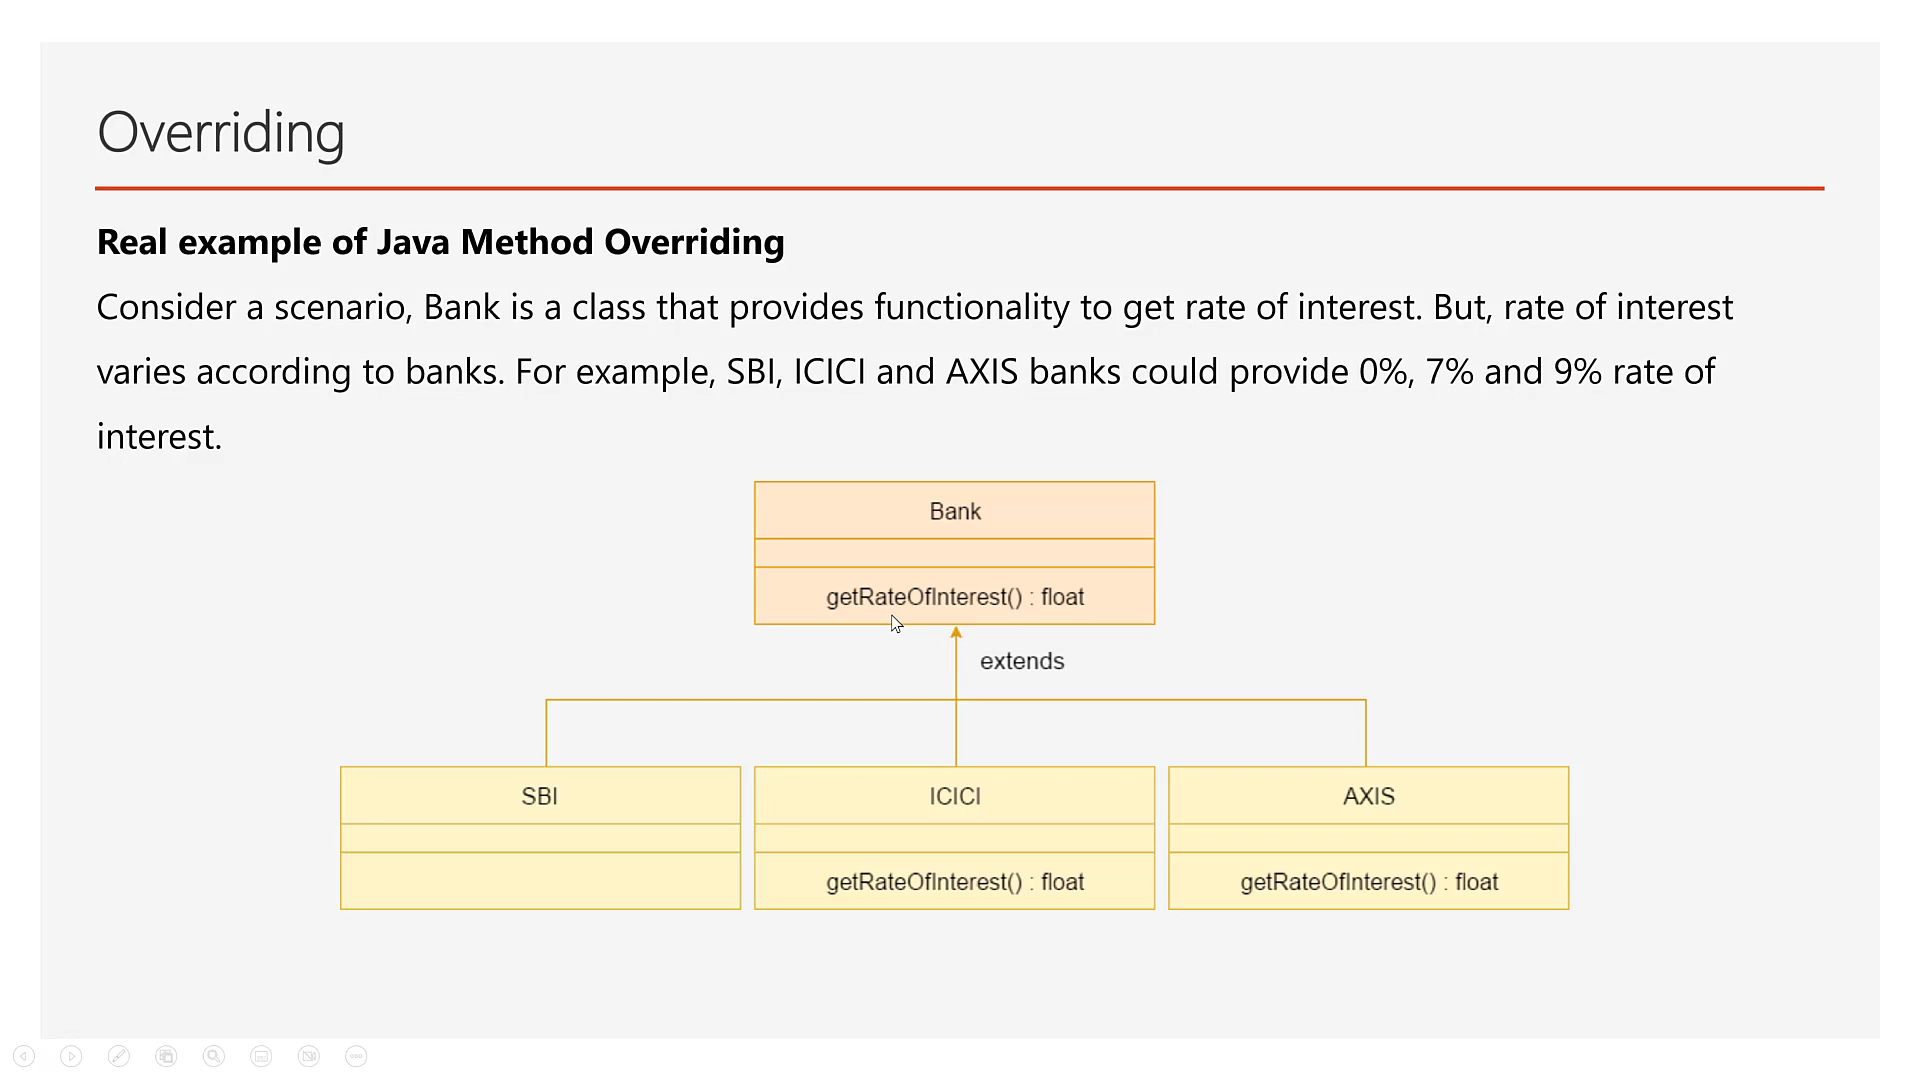 Overriding
Real example of Java Method Overriding
Consider a scenario, Bank is a class that provides functionality to get rate of interest. But, rate of interest
varies according to banks. For example, SBI, ICICI and AXIS banks could provide 0%, 7% and 9% rate of
interest.
Bank
getRateOfInterest() : float
extends
SBI
ICICI
AXIS
getRateOfInterest() : float
getRateOfInterest() : float